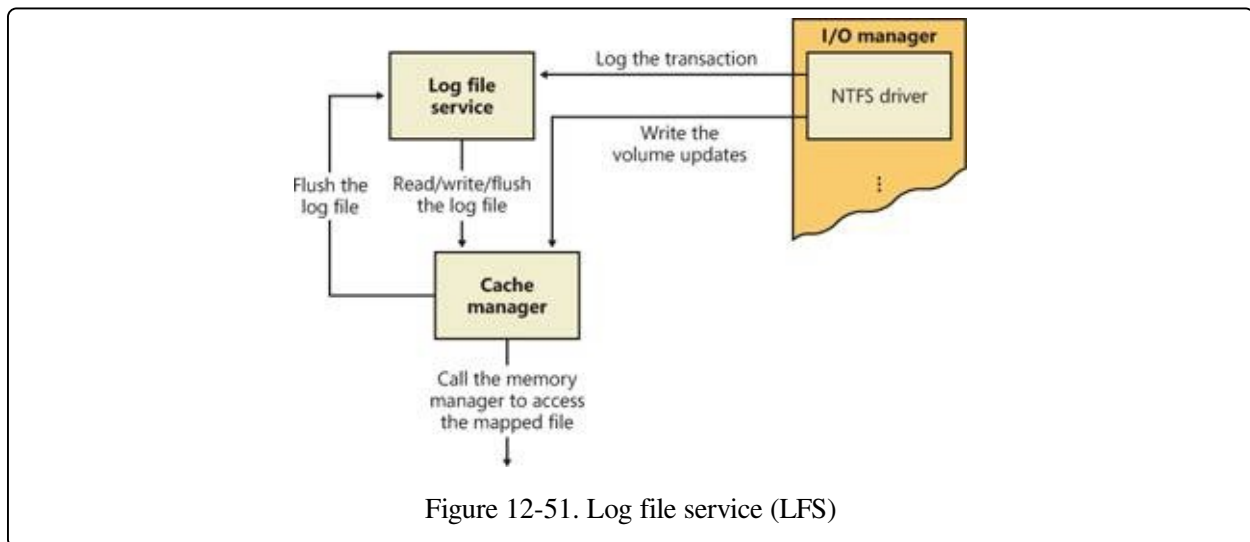 I/O manager
Log the transaction
NTFS driver
Log file
service
Write the
volume updates
⋮
Flush the
log file
Read/write/flush
the log file
Cache
manager
Call the memory
manager to access
the mapped file
Figure 12-51. Log file service (LFS)